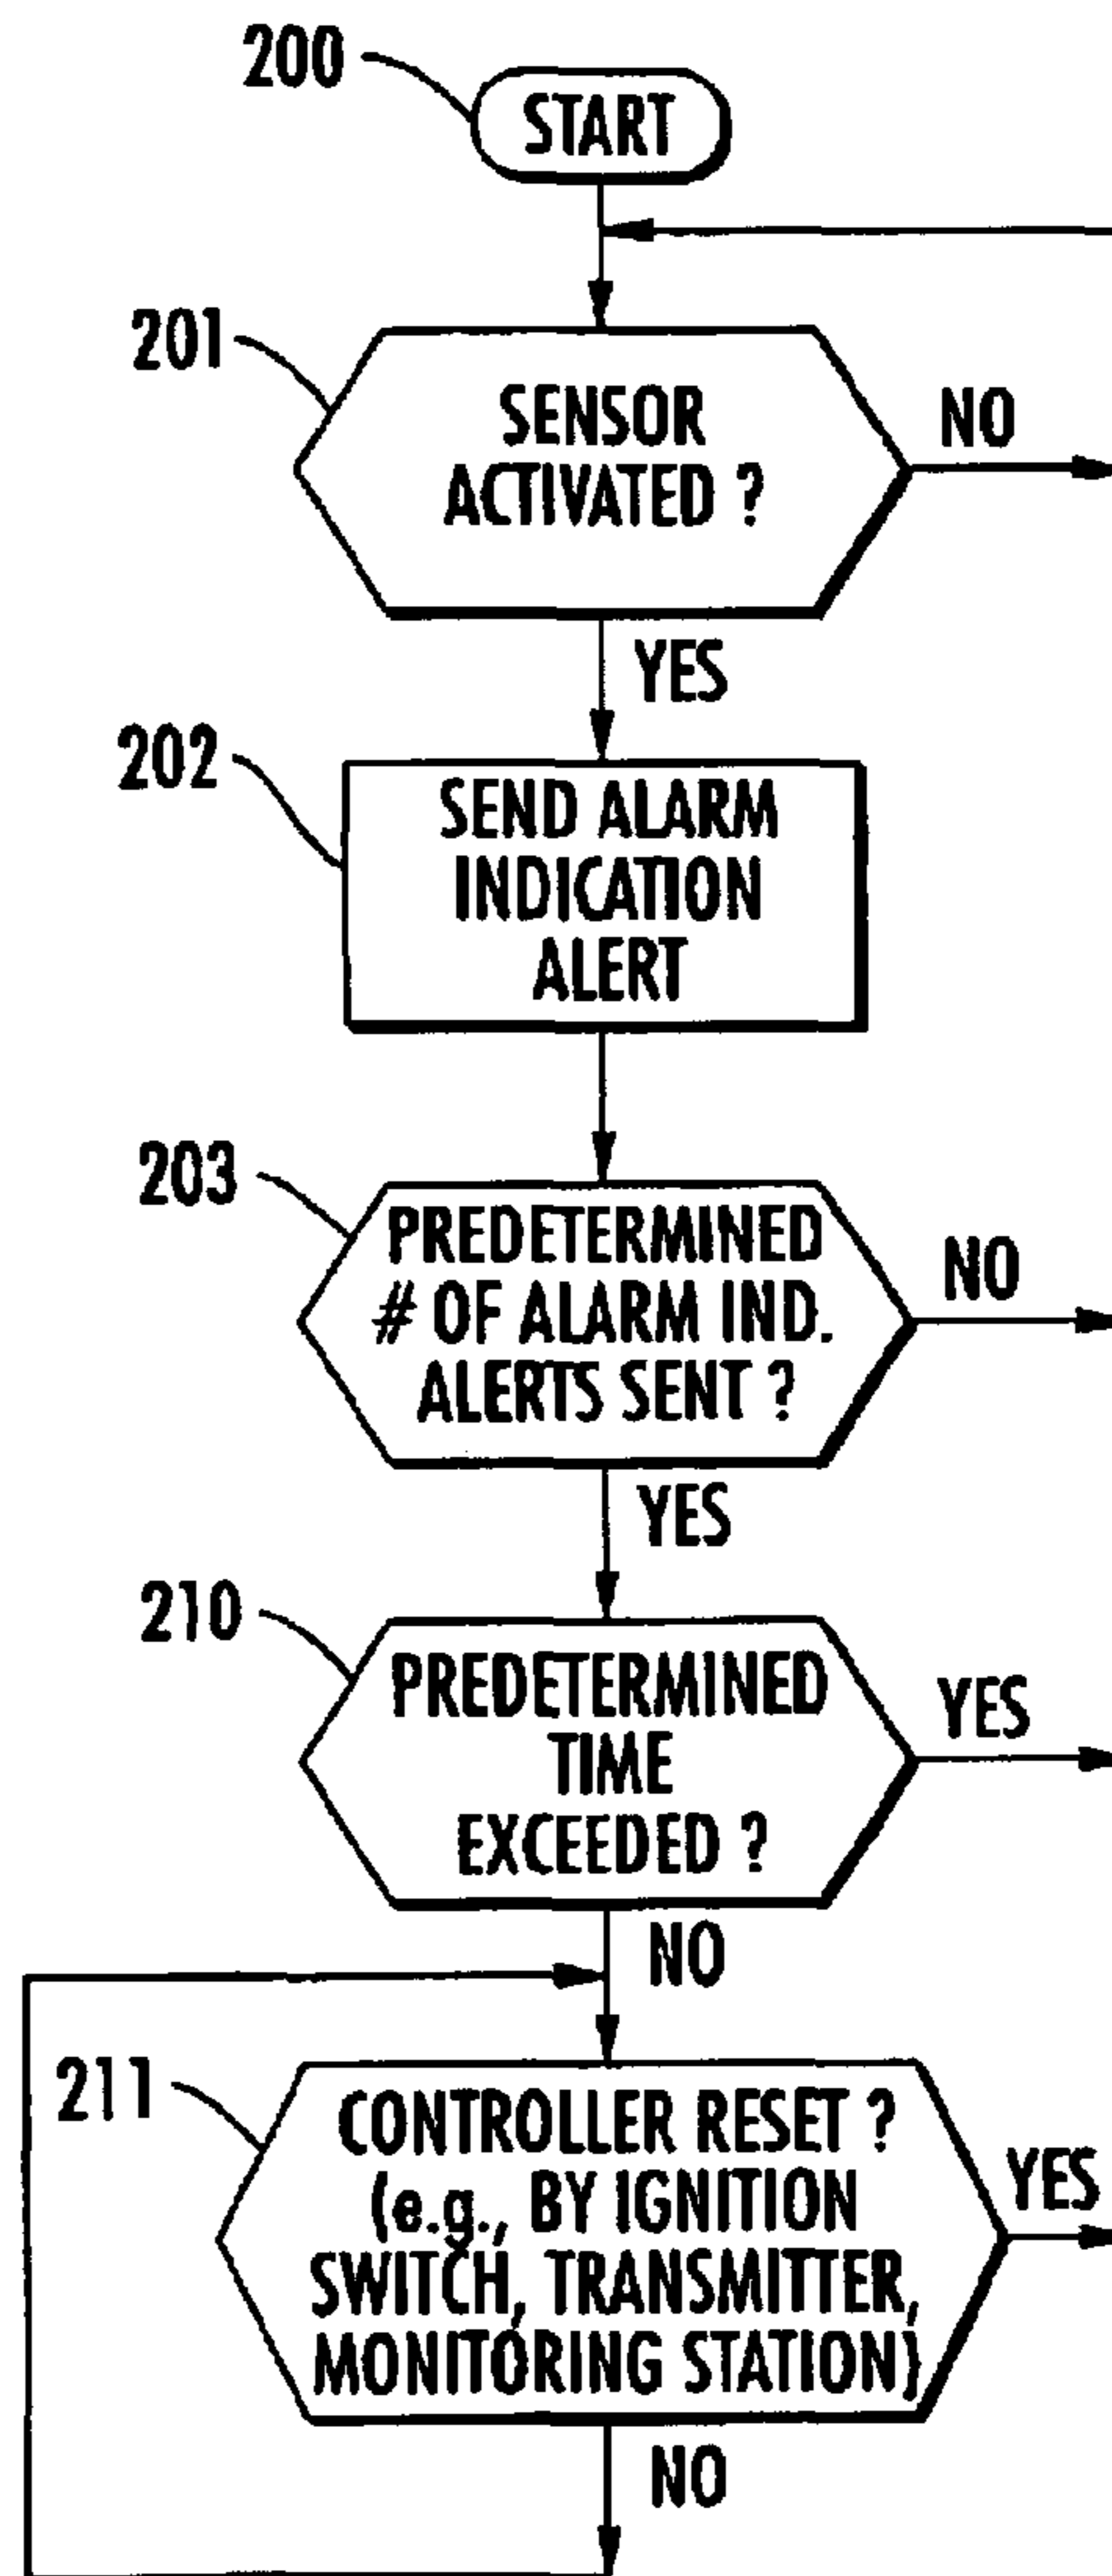 200
START
201
SENSOR
ACTIVATED ?
NO
YES
202
SEND ALARM
INDICATION
ALERT
203
PREDETERMINED
# OF ALARM IND.
ALERTS SENT ?
NO
YES
210
PREDETERMINED
TIME
EXCEEDED ?
YES
NO
211
CONTROLLER RESET ?
(e.g., BY IGNITION
SWITCH, TRANSMITTER,
MONITORING STATION)
YES
NO